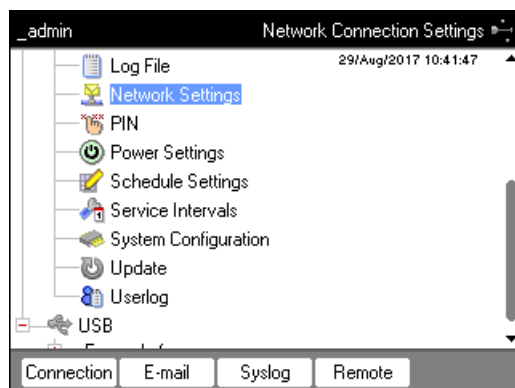 _admin Network Connection Settings
29/Aug/2017 10:41:47
Log File
Network Settings
PIN
Power Settings
Schedule Settings
Service Intervals
System Configuration
Update
Userlog
USB
Connection E-mail Syslog Remote